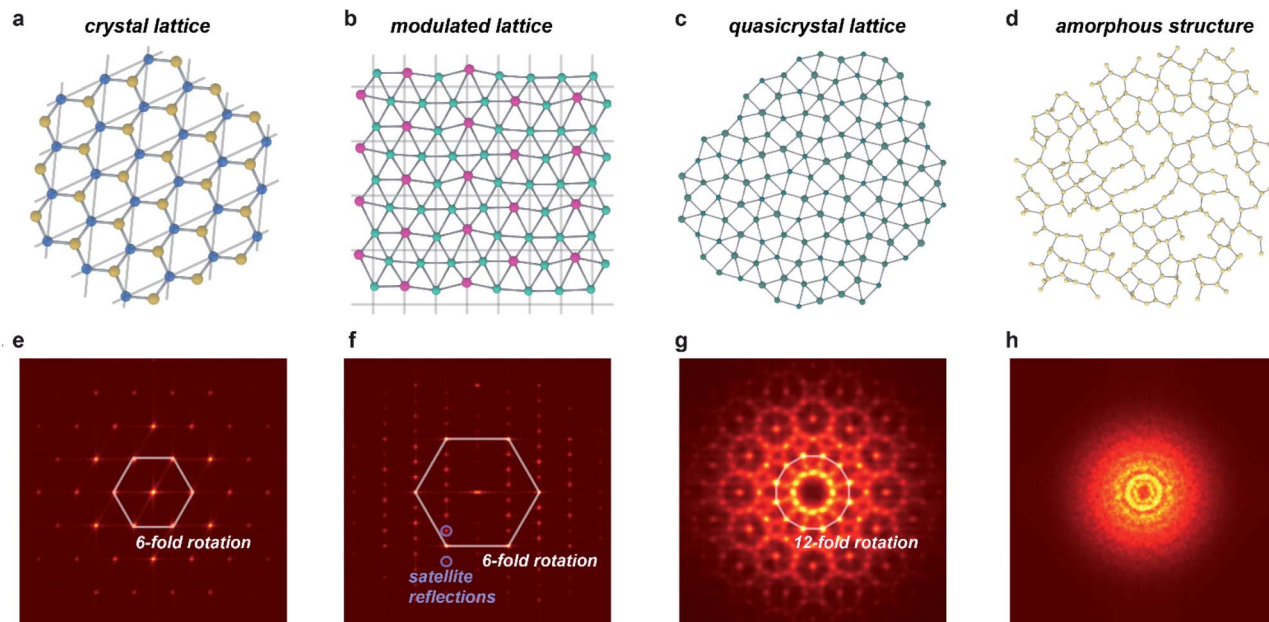 a
crystal lattice
b
modulated lattice
c
quasicrystal lattice
d
amorphous structure
e
6-fold rotation
f
6-fold rotation
satellite
reflections
g
12-fold rotation
h